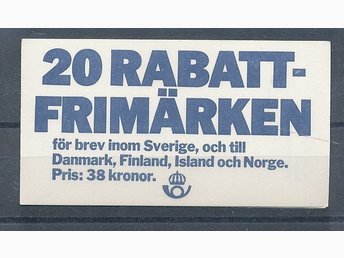 20 RABATT-
FRIMÄRKEN
för brev inom Sverige, och till
Danmark, Finland, Island och Norge.
Pris: 38 kronor.